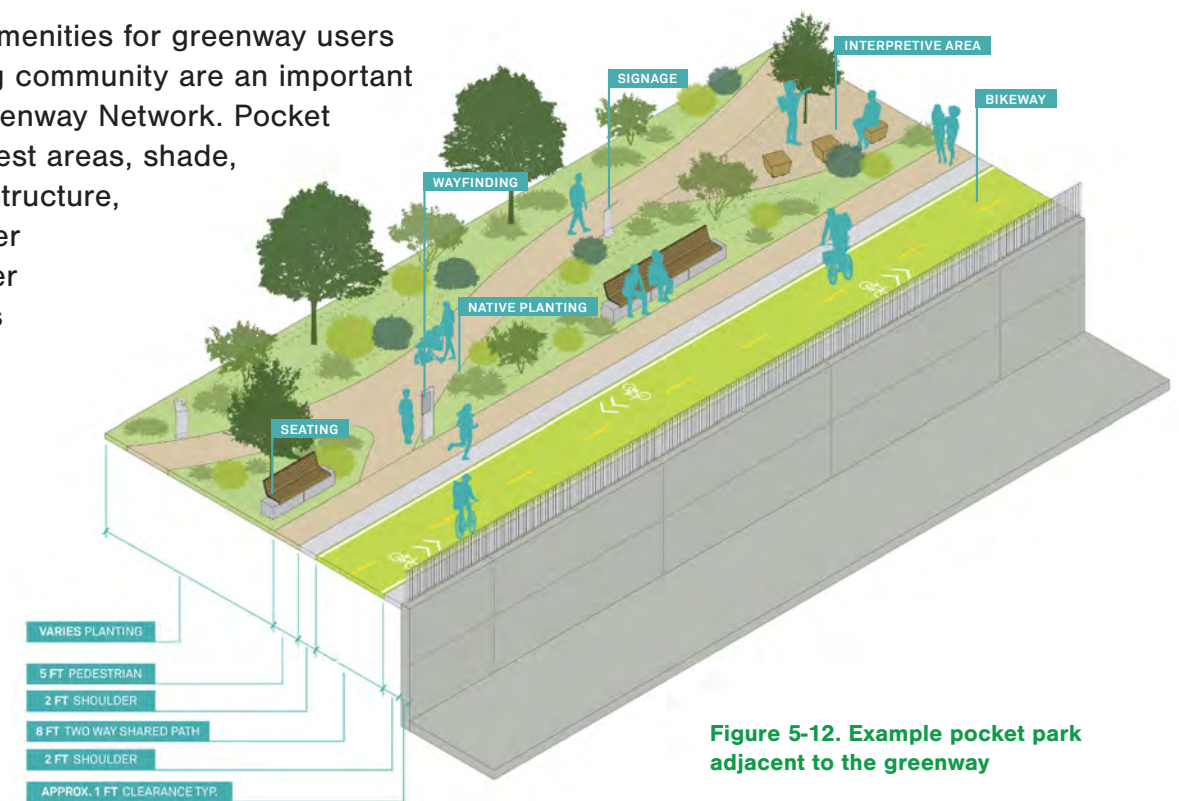 menities for greenway users
g community are an important
eenway Network. Pocket
est areas, shade,
structure,
er
er
s
INTERPRETIVE AREA
SIGNAGE
BIKEWAY
WAYFINDING
NATIVE PLANTING
SEATING
VARIES PLANTING
5 FT PEDESTRIAN
2 FT SHOULDER
8 FT TWO WAY SHARED PATH
2 FT SHOULDER
APPROX. 1 FT CLEARANCE TYP.
Figure 5-12. Example pocket park
adjacent to the greenway